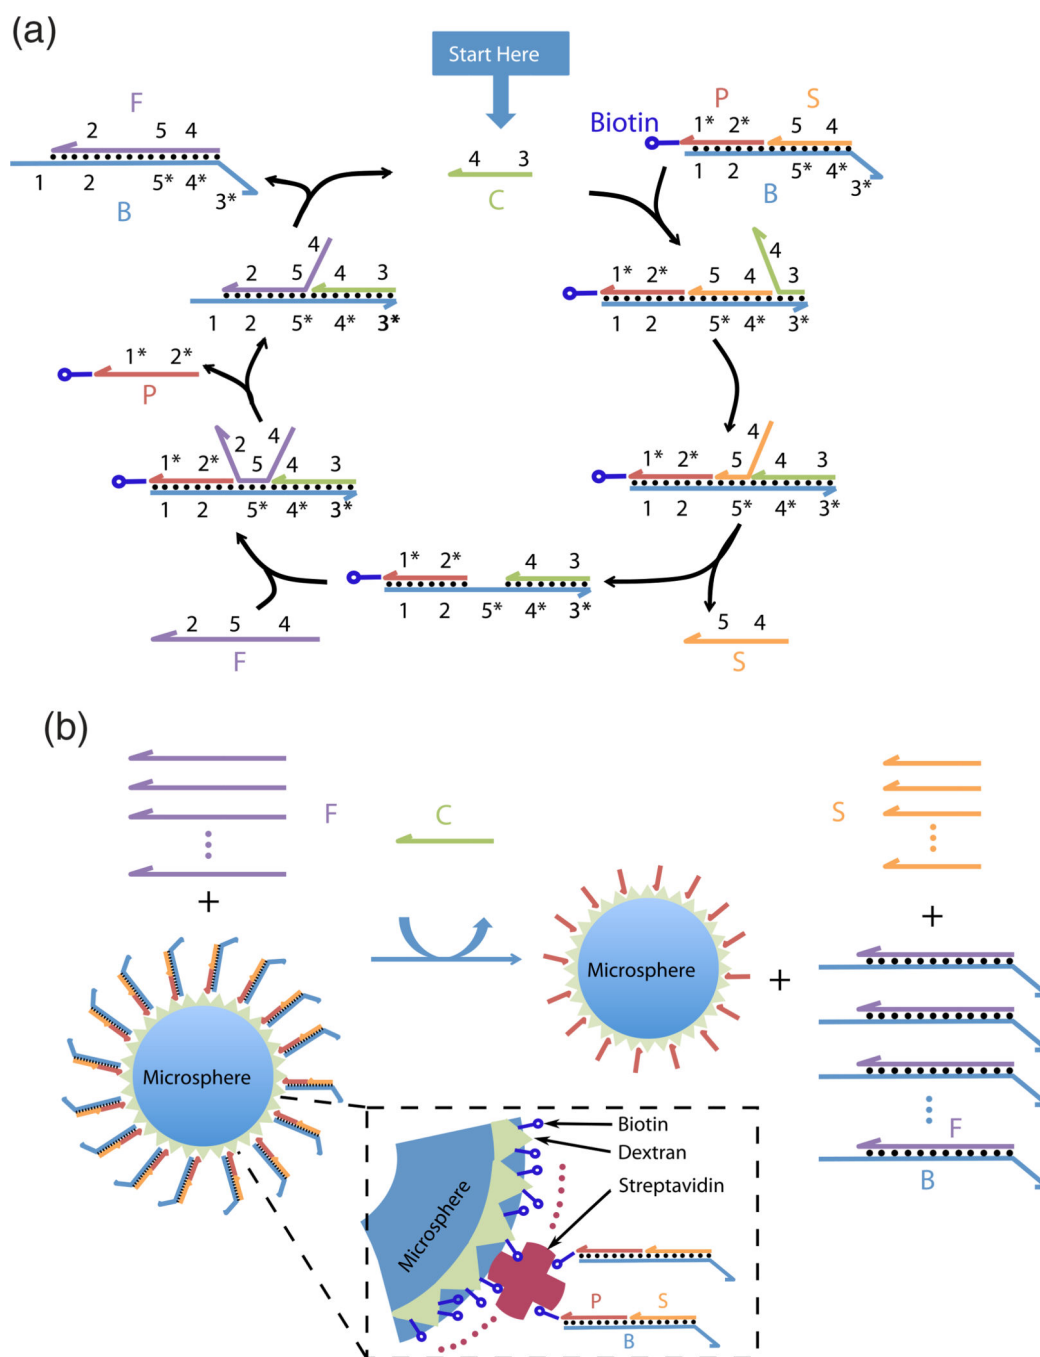 (a)
Start Here
F
2 5 4
1 2 5* 4* 3*
B
4 3
C
Biotin
P S
1* 2* 5 4
1 2 5* 4* 3*
B
4
2 5 4 3
1 2 5* 4* 3*
4
1* 2* 5 4 3
1 2 5* 4* 3*
1* 2*
P
2 4
1* 2* 5 4 3
1 2 5* 4* 3*
4
1* 2* 5 4 3
1 2 5* 4* 3*
1* 2* 4 3
1 2 5* 4* 3*
2 5 4
F
5 4
S
(b)
F
C
S
+
+
Microsphere
Microsphere
+
F
B
Biotin
Dextran
Streptavidin
Microsphere
P S
B